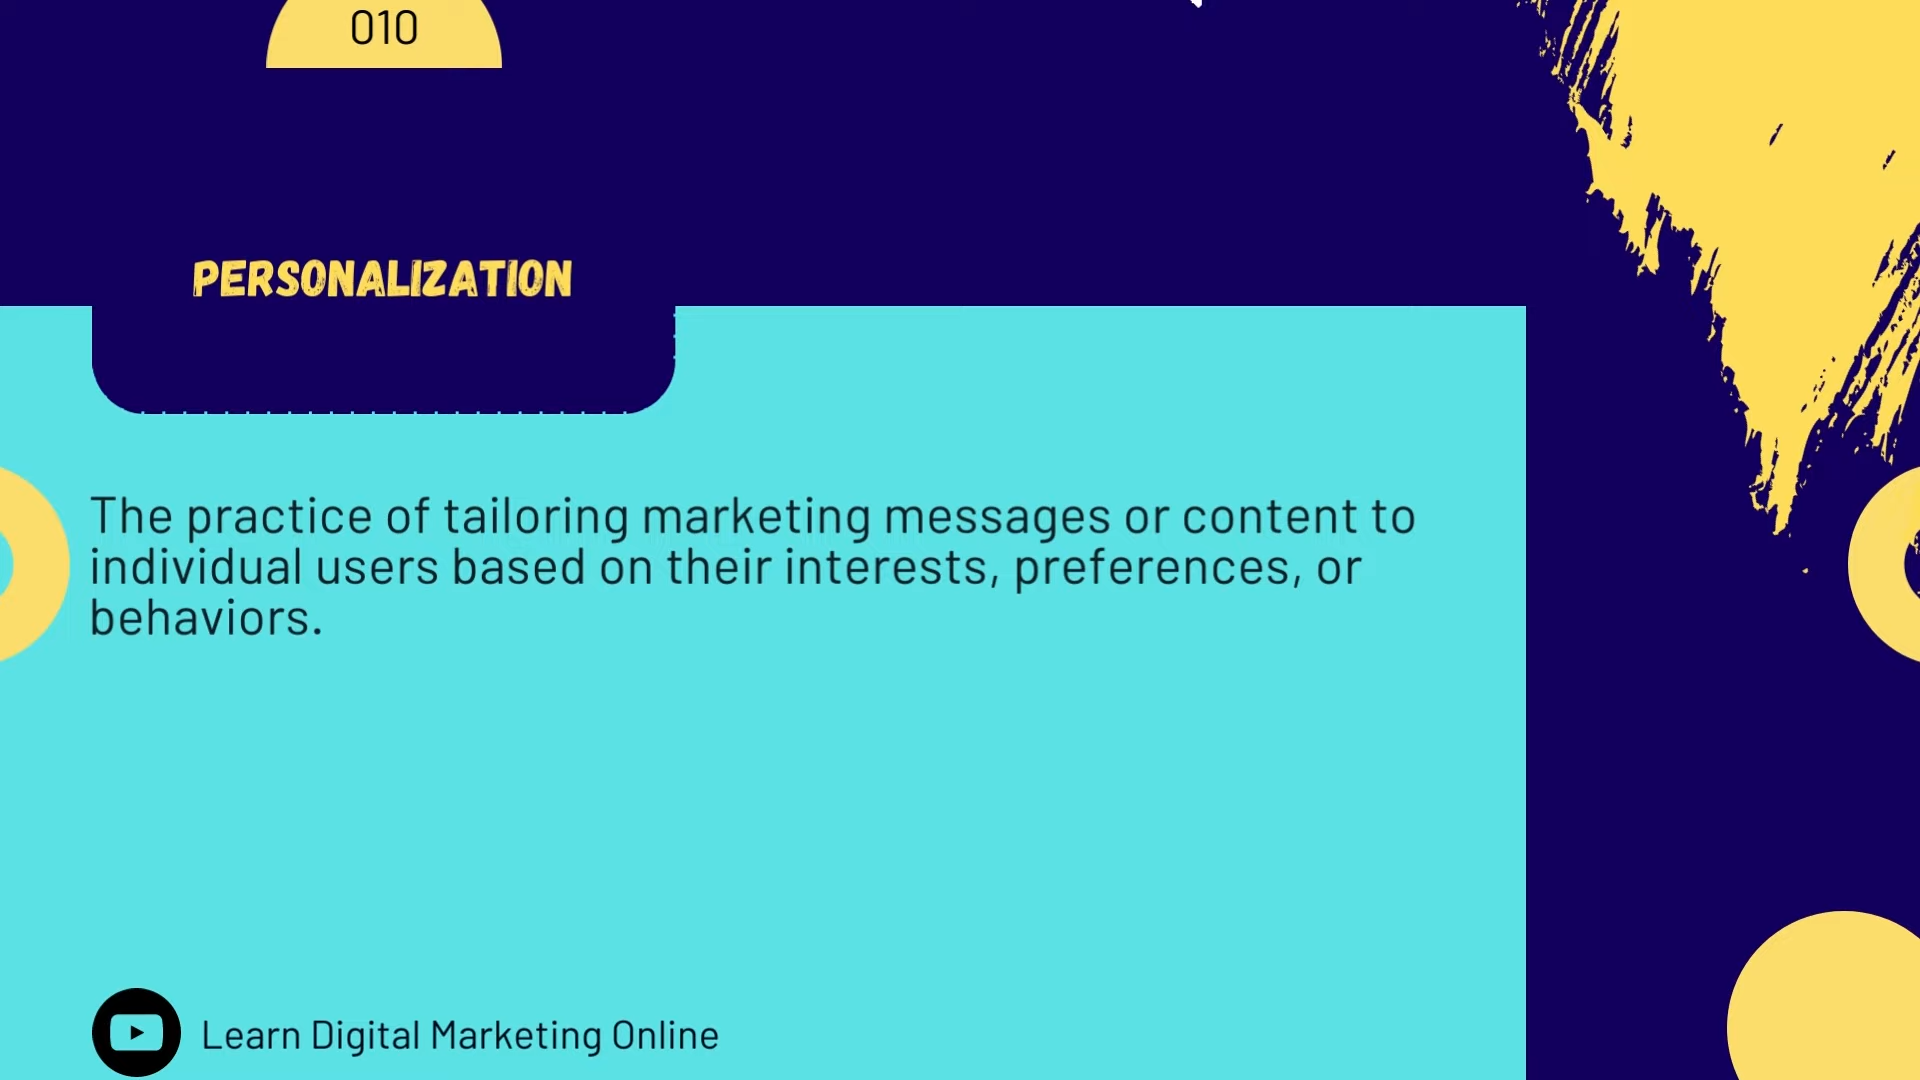 010
PERSONALIZATION
The practice of tailoring marketing messages or content to
individual users based on their interests, preferences, or
behaviors.
Learn Digital Marketing Online